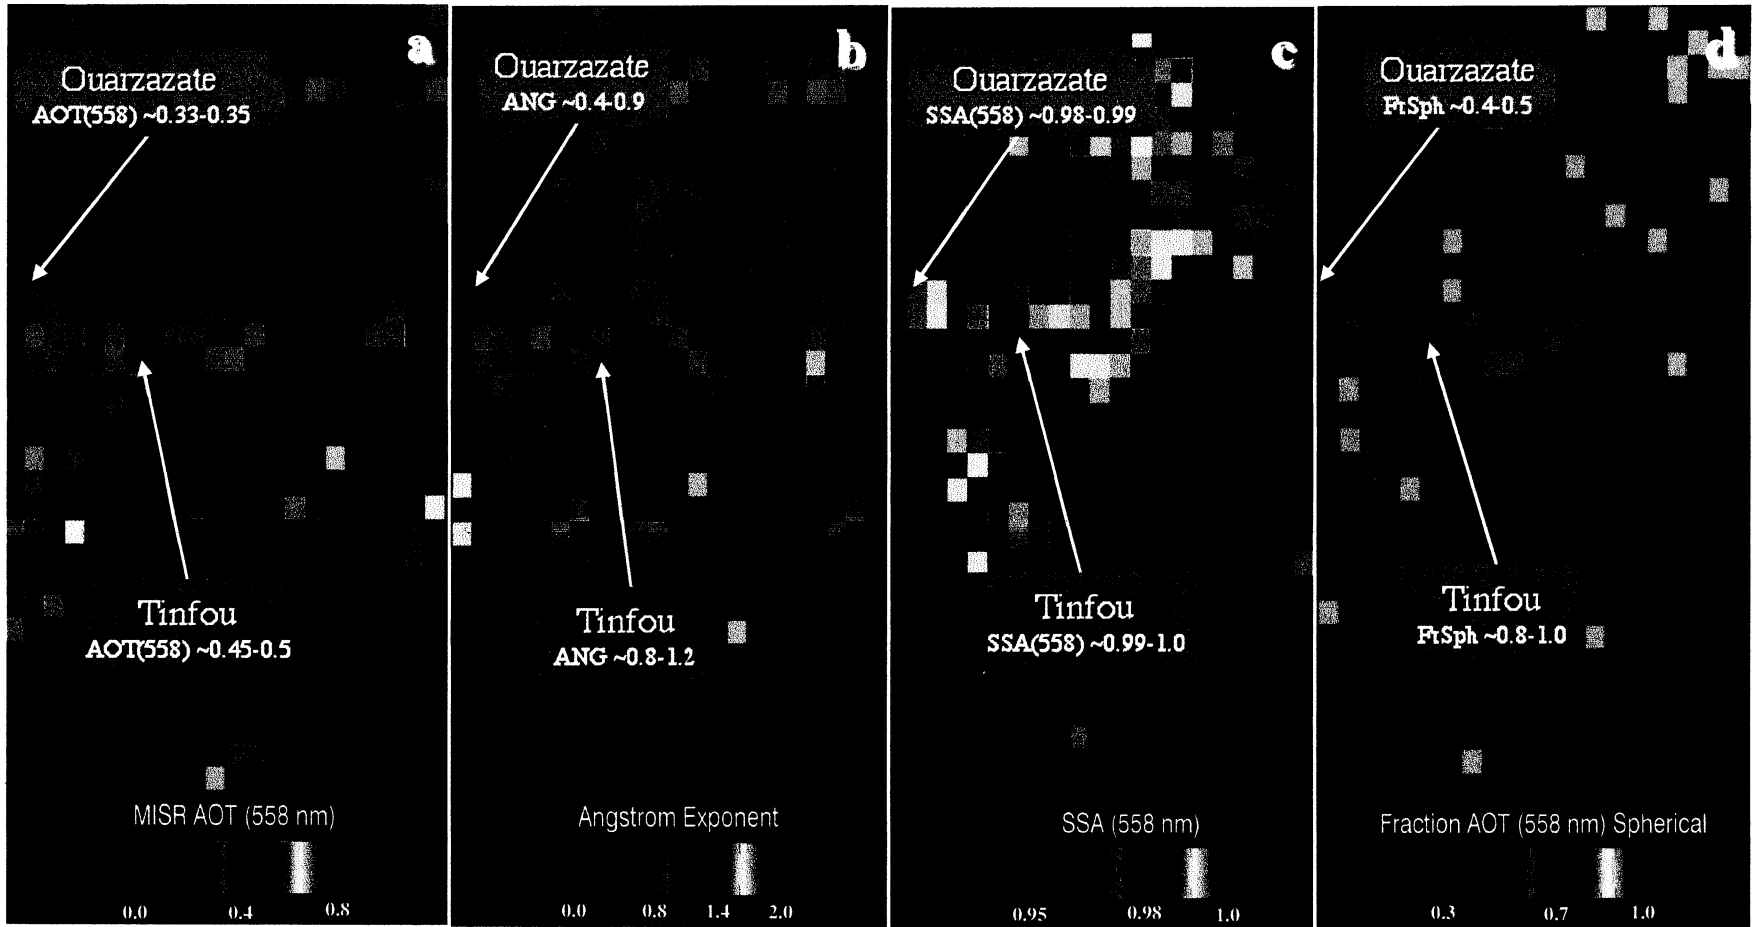 a
Ouarzazate
AOT(558) ~0.33-0.35
Tinfou
AOT(558) ~0.45-0.5
MISR AOT (558 nm)
0.0 0.4 0.8
b
Ouarzazate
ANG ~0.4-0.9
Tinfou
ANG ~0.8-1.2
Angstrom Exponent
0.0 0.8 1.4 2.0
c
Ouarzazate
SSA(558) ~0.98-0.99
Tinfou
SSA(558) ~0.99-1.0
SSA (558 nm)
0.95 0.98 1.0
d
Ouarzazate
FtSph ~0.4-0.5
Tinfou
FtSph ~0.8-1.0
Fraction AOT (558 nm) Spherical
0.3 0.7 1.0